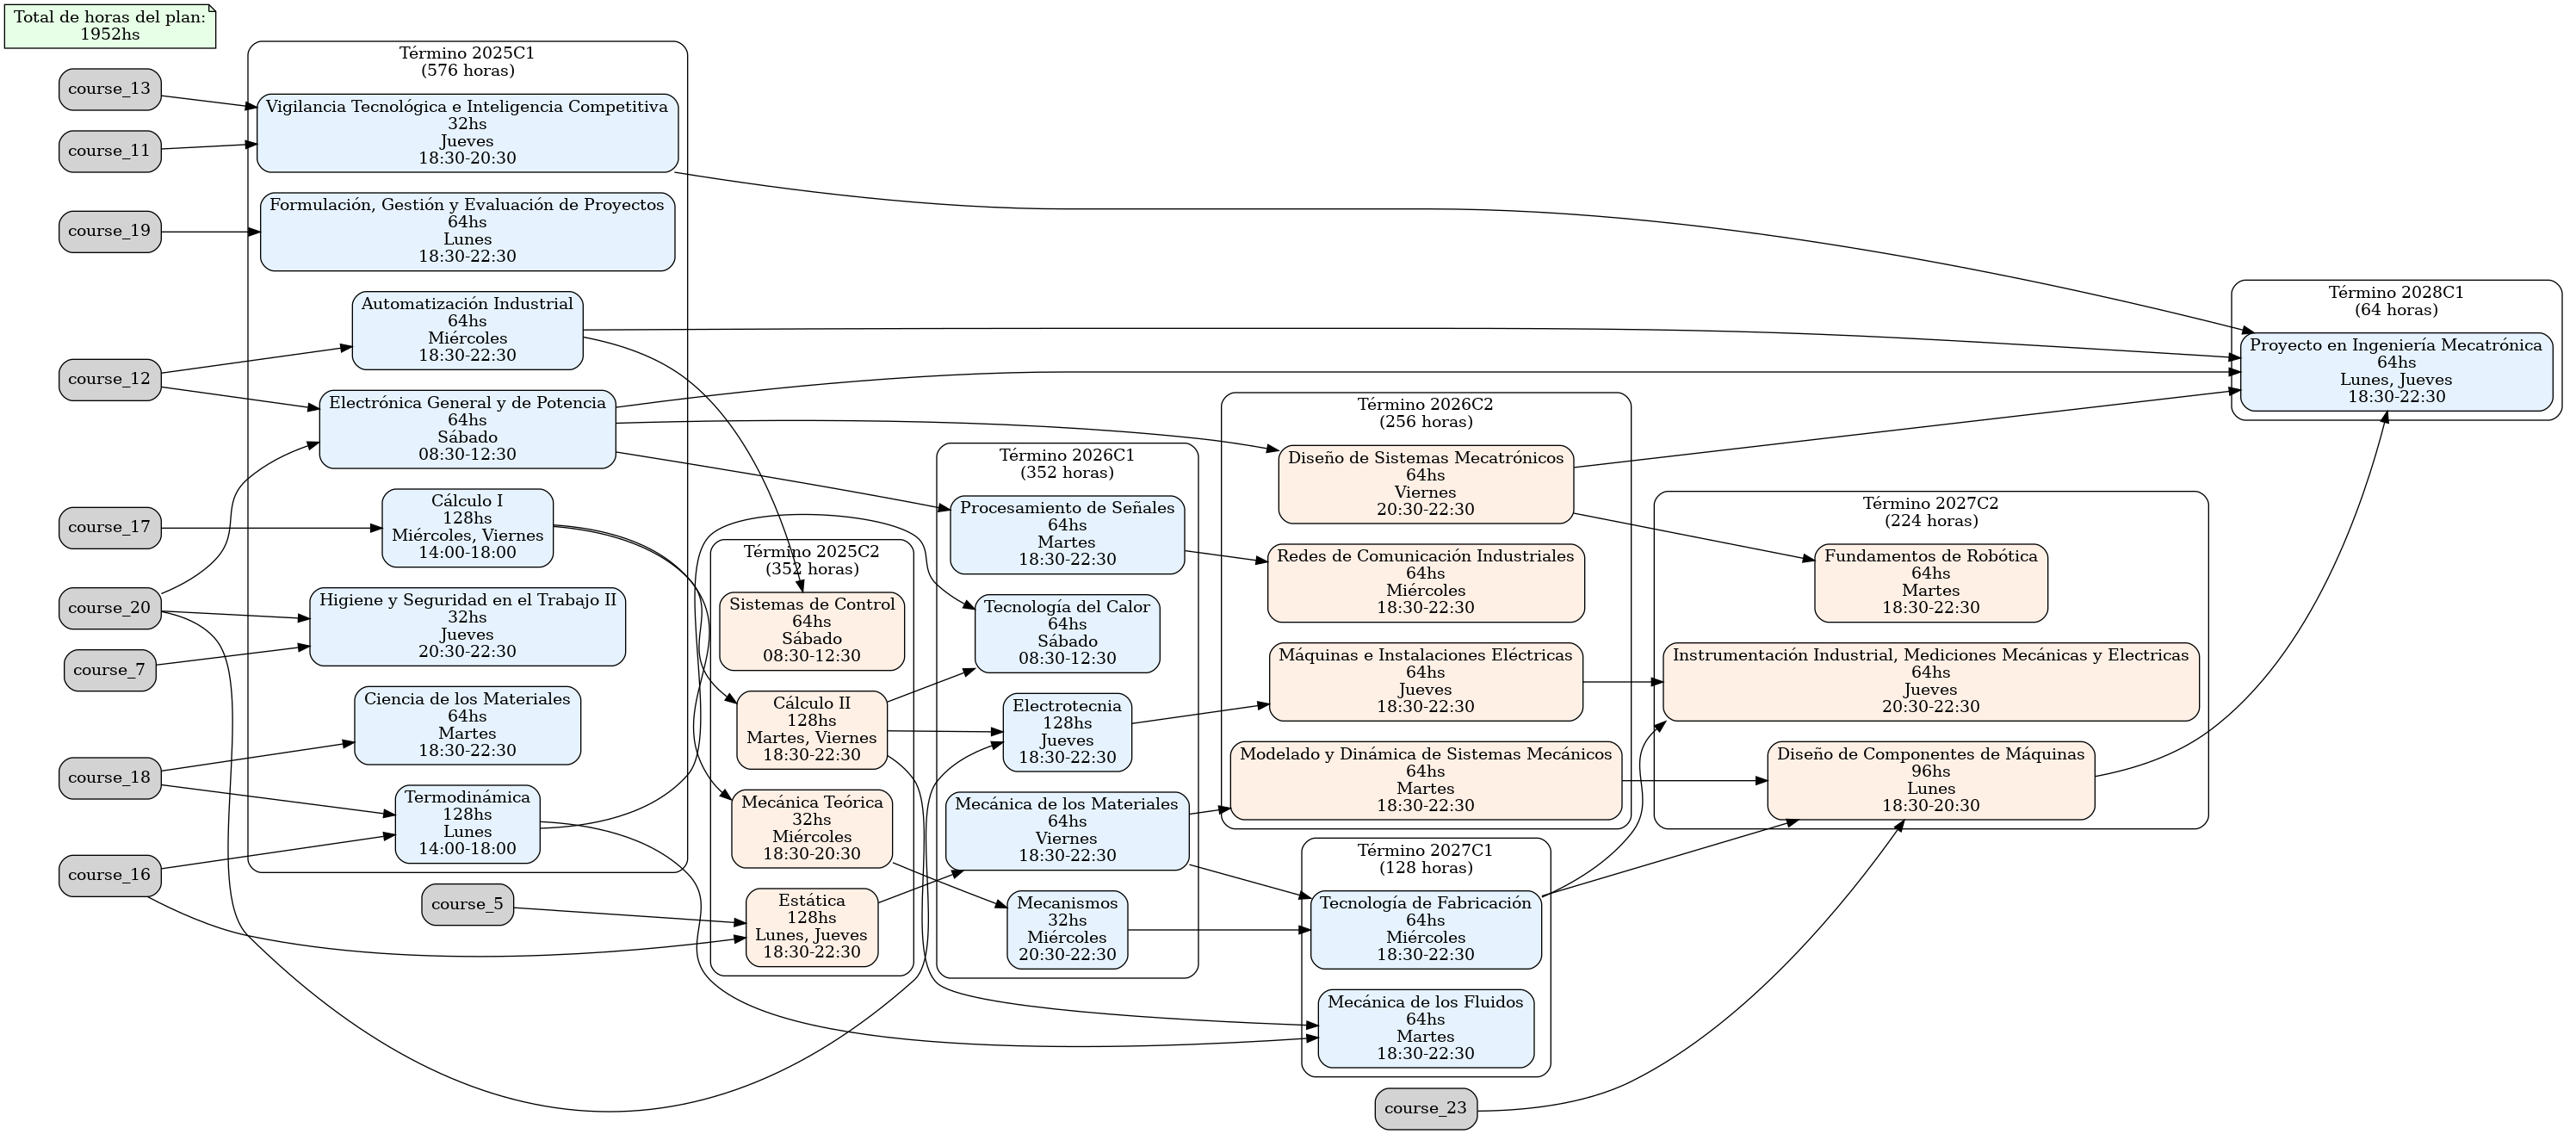 Total de horas del plan:
1952hs
course_13
course_11
course_19
course_12
course_17
course_20
course_7
course_18
course_16
Término 2025C1
(576 horas)
Vigilancia Tecnológica e Inteligencia Competitiva
32hs
Jueves
18:30-20:30
Formulación, Gestión y Evaluación de Proyectos
64hs
Lunes
18:30-22:30
Automatización Industrial
64hs
Miércoles
18:30-22:30
Electrónica General y de Potencia
64hs
Sábado
08:30-12:30
Cálculo I
128hs
Miércoles, Viernes
14:00-18:00
Higiene y Seguridad en el Trabajo II
32hs
Jueves
20:30-22:30
Ciencia de los Materiales
64hs
Martes
18:30-22:30
Termodinámica
128hs
Lunes
14:00-18:00
course_5
Término 2025C2
(352 horas)
Sistemas de Control
64hs
Sábado
08:30-12:30
Cálculo II
128hs
Martes, Viernes
18:30-22:30
Mecánica Teórica
32hs
Miércoles
18:30-20:30
Estática
128hs
Lunes, Jueves
18:30-22:30
Término 2026C1
(352 horas)
Procesamiento de Señales
64hs
Martes
18:30-22:30
Tecnología del Calor
64hs
Sábado
08:30-12:30
Electrotecnia
128hs
Jueves
18:30-22:30
Mecánica de los Materiales
64hs
Viernes
18:30-22:30
Mecanismos
32hs
Miércoles
20:30-22:30
Término 2026C2
(256 horas)
Diseño de Sistemas Mecatrónicos
64hs
Viernes
20:30-22:30
Redes de Comunicación Industriales
64hs
Miércoles
18:30-22:30
Máquinas e Instalaciones Eléctricas
64hs
Jueves
18:30-22:30
Modelado y Dinámica de Sistemas Mecánicos
64hs
Martes
18:30-22:30
Término 2027C1
(128 horas)
Tecnología de Fabricación
64hs
Miércoles
18:30-22:30
Mecánica de los Fluidos
64hs
Martes
18:30-22:30
course_23
Término 2027C2
(224 horas)
Fundamentos de Robótica
64hs
Martes
18:30-22:30
Instrumentación Industrial, Mediciones Mecánicas y Electricas
64hs
Jueves
20:30-22:30
Diseño de Componentes de Máquinas
96hs
Lunes
18:30-20:30
Término 2028C1
(64 horas)
Proyecto en Ingeniería Mecatrónica
64hs
Lunes, Jueves
18:30-22:30